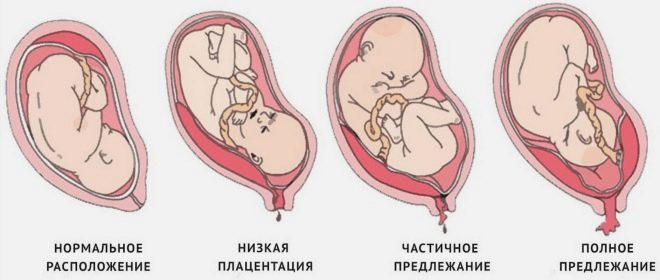 НОРМАЛЬНОЕ
РАСПОЛОЖЕНИЕ
НИЗКАЯ
ПЛАЦЕНТАЦИЯ
ЧАСТИЧНОЕ
ПРЕДЛЕЖАНИЕ
ПОЛНОЕ
ПРЕДЛЕЖАНИЕ